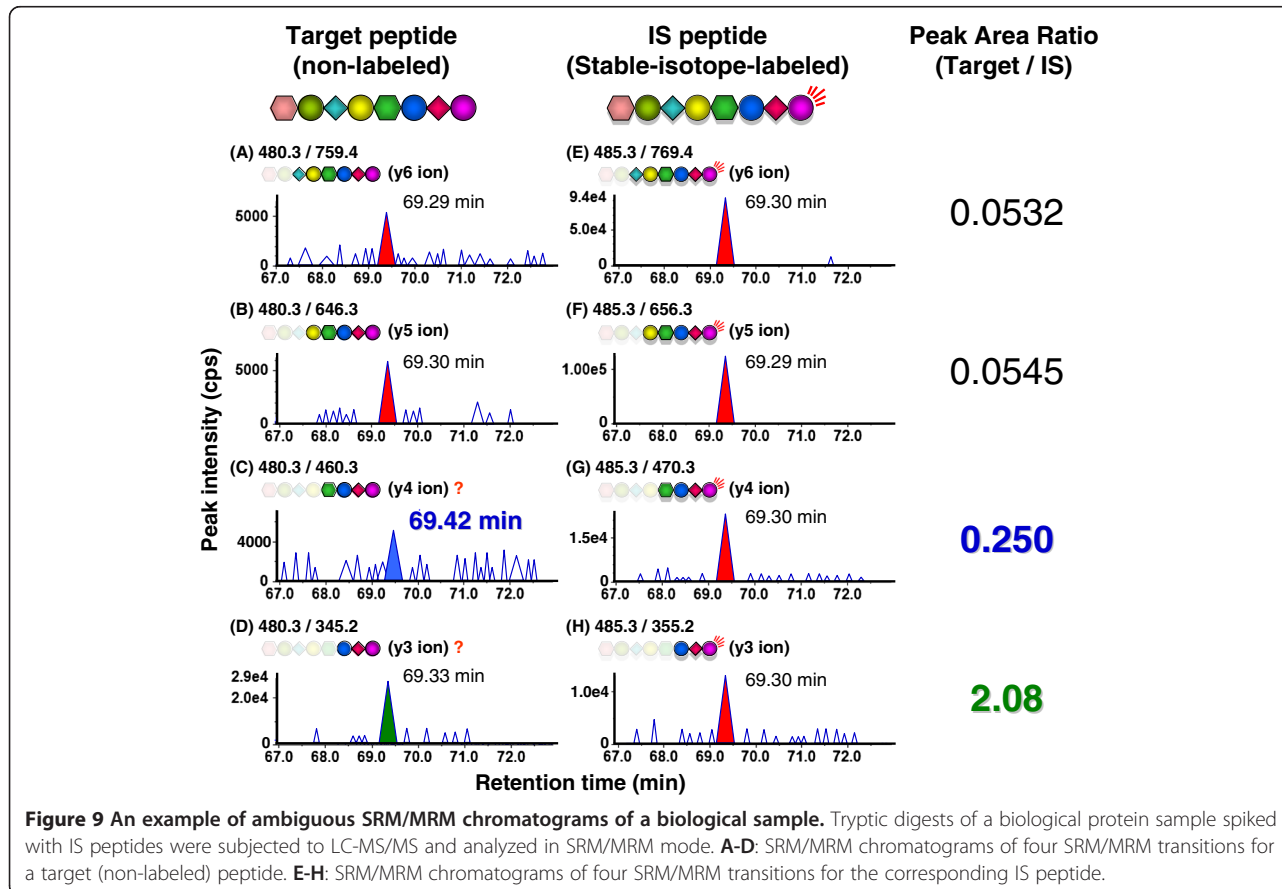 Target peptide
(non-labeled)
IS peptide
(Stable-isotope-labeled)
Peak Area Ratio
(Target / IS)
Peak intensity (cps)
(A) 480.3 / 759.4
(y6 ion)
69.29 min
5000
0
67.0 68.0 69.0 70.0 71.0 72.0
(E) 485.3 / 769.4
(y6 ion)
69.30 min
9.4e4
5.0e4
0
67.0 68.0 69.0 70.0 71.0 72.0
0.0532
(B) 480.3 / 646.3
(y5 ion)
69.30 min
5000
0
67.0 68.0 69.0 70.0 71.0 72.0
(F) 485.3 / 656.3
(y5 ion)
69.29 min
1.00e5
0
67.0 68.0 69.0 70.0 71.0 72.0
0.0545
(C) 480.3 / 460.3
(y4 ion) ?
69.42 min
4000
0
67.0 68.0 69.0 70.0 71.0 72.0
(G) 485.3 / 470.3
(y4 ion)
69.30 min
1.5e4
0
67.0 68.0 69.0 70.0 71.0 72.0
0.250
(D) 480.3 / 345.2
(y3 ion) ?
69.33 min
2.9e4
2.0e4
0
67.0 68.0 69.0 70.0 71.0 72.0
(H) 485.3 / 355.2
(y3 ion)
69.30 min
1.0e4
0
67.0 68.0 69.0 70.0 71.0 72.0
2.08
Retention time (min)
Figure 9 An example of ambiguous SRM/MRM chromatograms of a biological sample. Tryptic digests of a biological protein sample spiked
with IS peptides were subjected to LC-MS/MS and analyzed in SRM/MRM mode. A-D: SRM/MRM chromatograms of four SRM/MRM transitions for
a target (non-labeled) peptide. E-H: SRM/MRM chromatograms of four SRM/MRM transitions for the corresponding IS peptide.